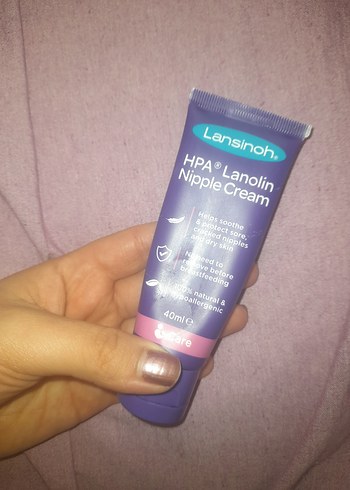 Lansinoh®
HPA® Lanolin
Nipple Cream
Helps soothe
& protect sore,
cracked nipples
and dry skin
No need to
remove before
breastfeeding
100% natural &
hypoallergenic
40ml ℮
Care